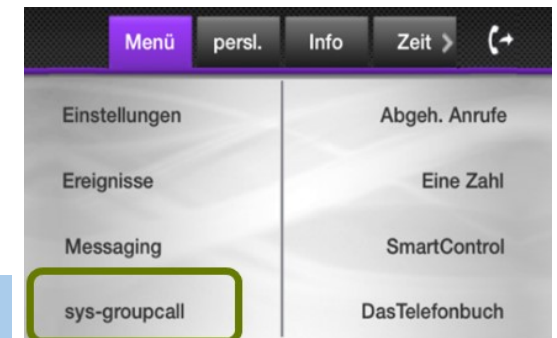 Menü persl. Info Zeit
Einstellungen Abgeh. Anrufe
Ereignisse Eine Zahl
Messaging SmartControl
sys-groupcall DasTelefonbuch